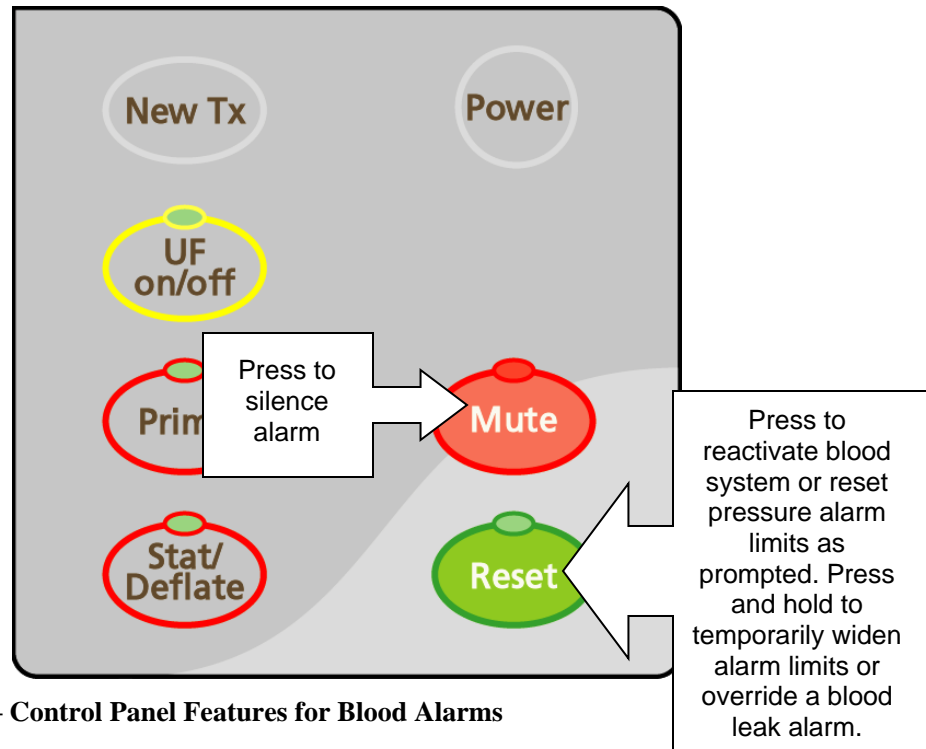 New Tx
Power
UF
on/off
Prim
Press to
silence
alarm
Mute
Press to
reactivate blood
system or reset
pressure alarm
limits as
prompted. Press
and hold to
temporarily widen
alarm limits or
override a blood
leak alarm.
Stat/
Deflate
Reset
– Control Panel Features for Blood Alarms